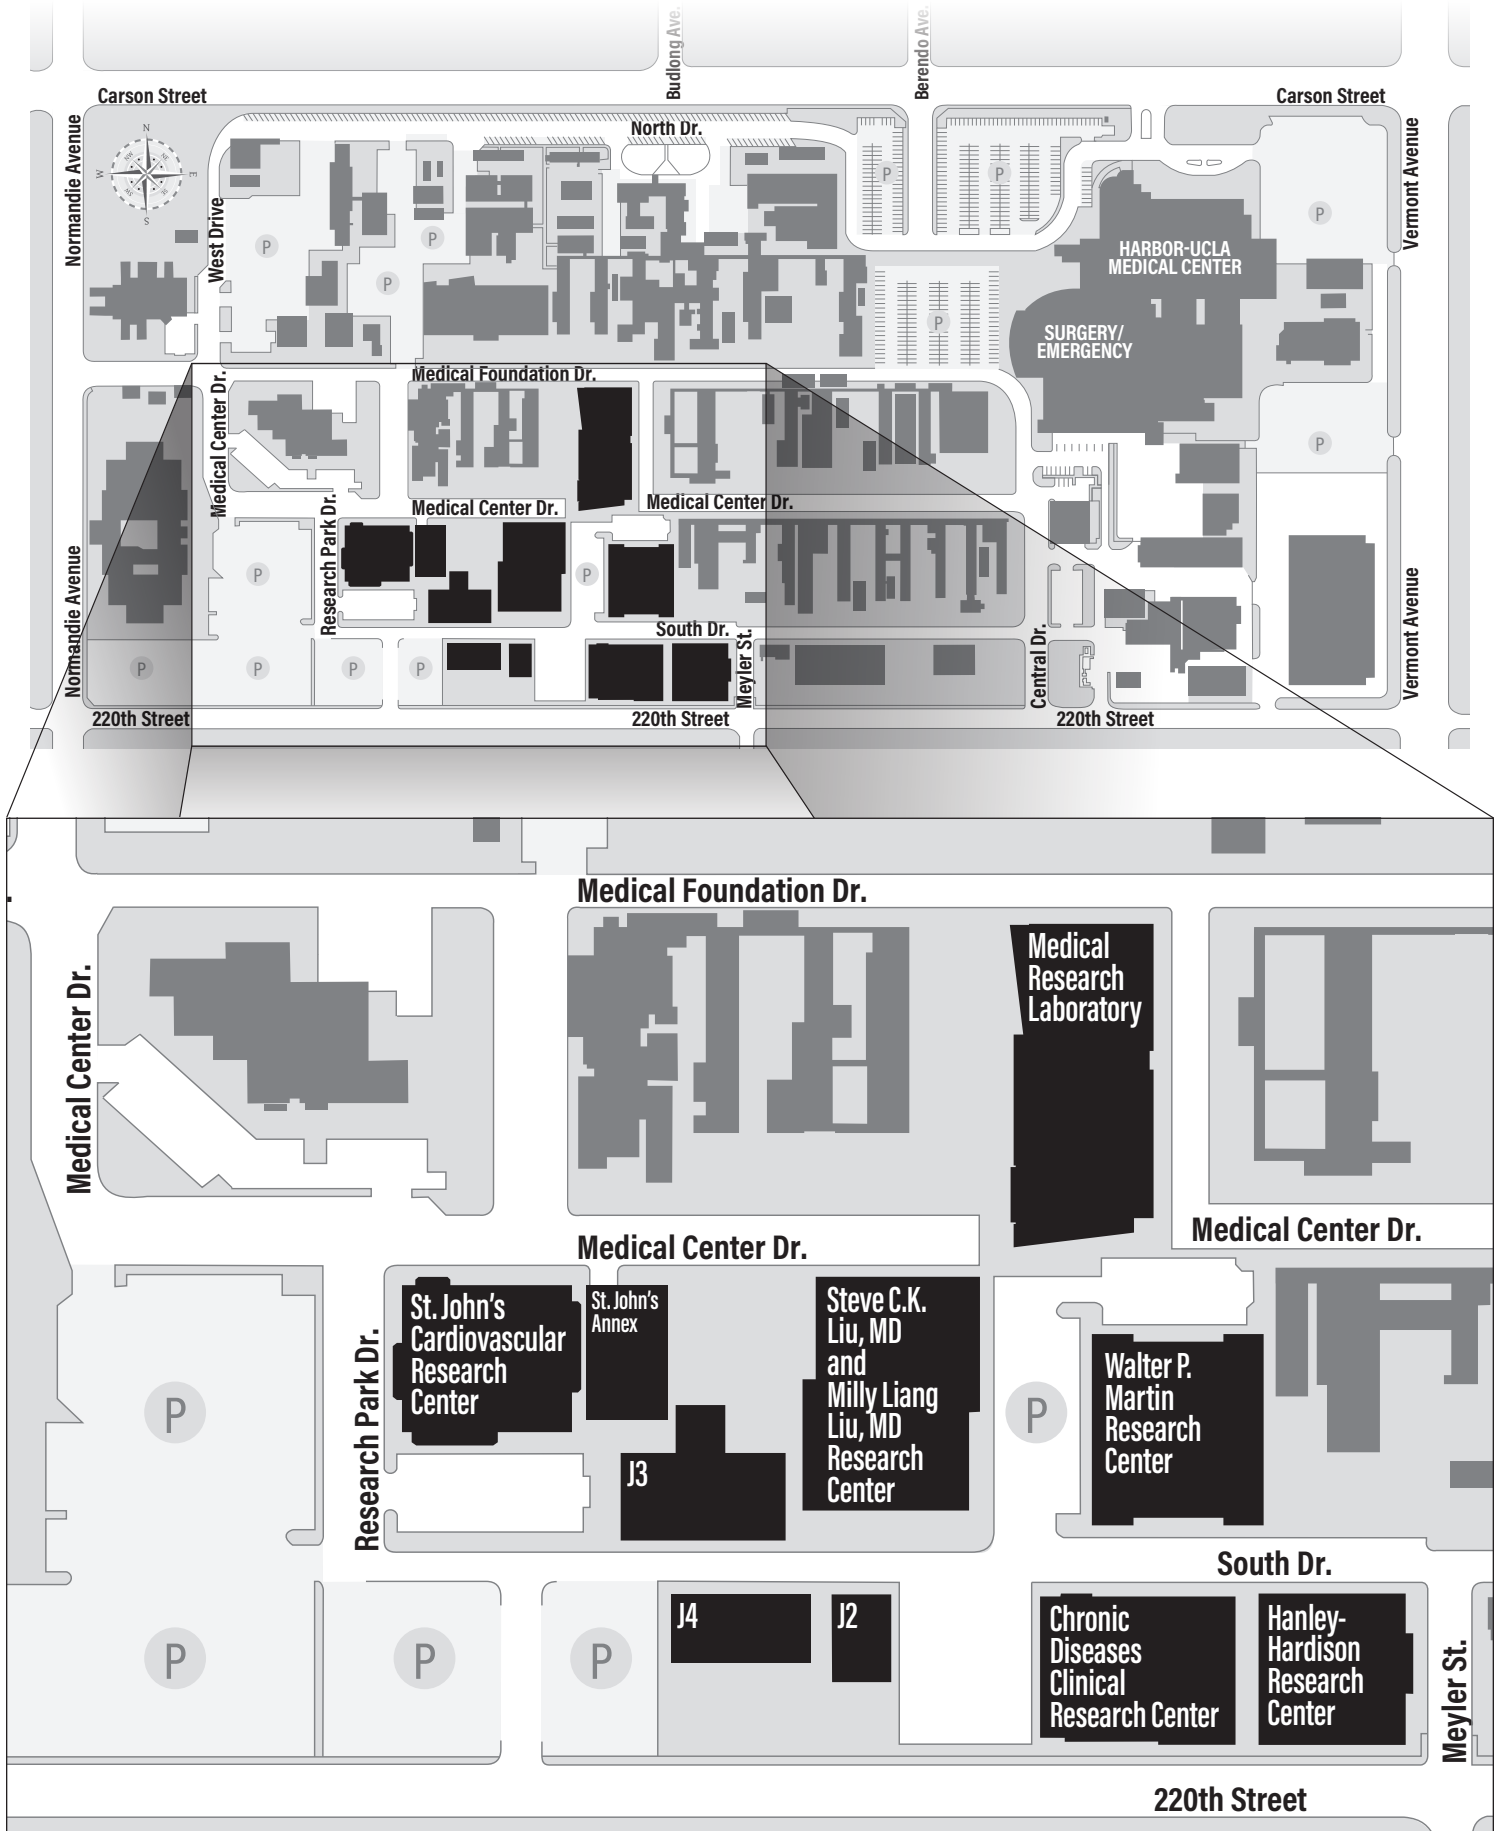 Budlong Ave.
Berendo Ave.
Carson Street
Carson Street
Normandie Avenue
N
NE
E
SE
S
SW
W
NW
North Dr.
Vermont Avenue
West Drive
P
P
P
P
P
P
P
HARBOR-UCLA
MEDICAL CENTER
SURGERY/
EMERGENCY
Medical Foundation Dr.
Medical Center Dr.
P
Medical Center Dr.
Medical Center Dr.
Research Park Dr.
P
P
Normandie Avenue
Vermont Avenue
South Dr.
Meyler St.
Central Dr.
P
P
P
P
220th Street
220th Street
220th Street
.
Medical Foundation Dr.
Medical Center Dr.
Medical
Research
Laboratory
Medical Center Dr.
Medical Center Dr.
Research Park Dr.
St. John's
Cardiovascular
Research
Center
St. John's
Annex
Steve C.K.
Liu, MD
and
Milly Liang
Liu, MD
Research
Center
Walter P.
Martin
Research
Center
P
P
J3
South Dr.
J4
J2
Chronic
Diseases
Clinical
Research Center
Hanley-
Hardison
Research
Center
P
P
P
Meyler St.
220th Street